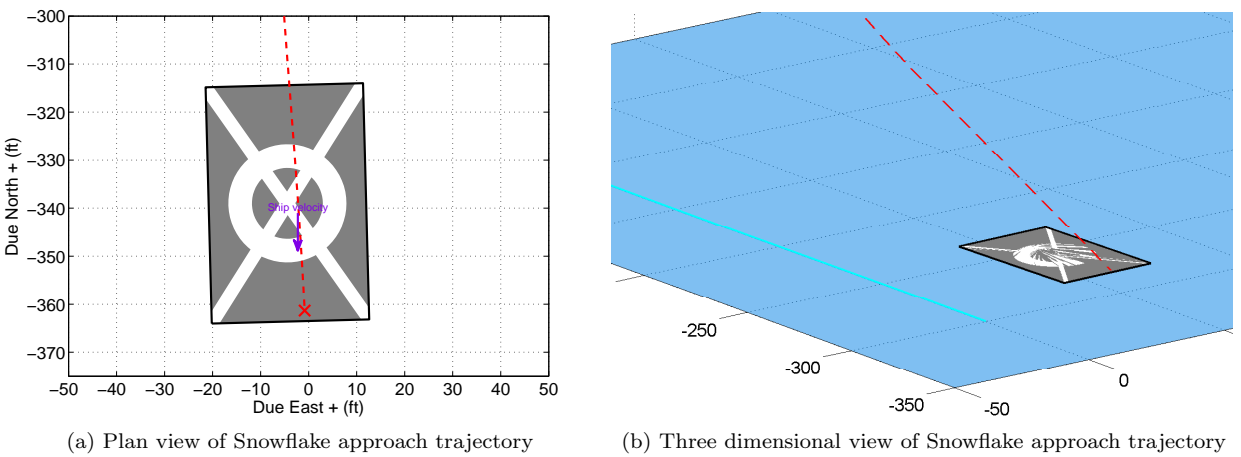 −300
−310
−320
−330
−340
−350
−360
−370
Due North + (ft)
Ship velocity
−50 −40 −30 −20 −10 0 10 20 30 40 50
Due East + (ft)
(a) Plan view of Snowflake approach trajectory
-250
-300
-350
-50
0
(b) Three dimensional view of Snowflake approach trajectory